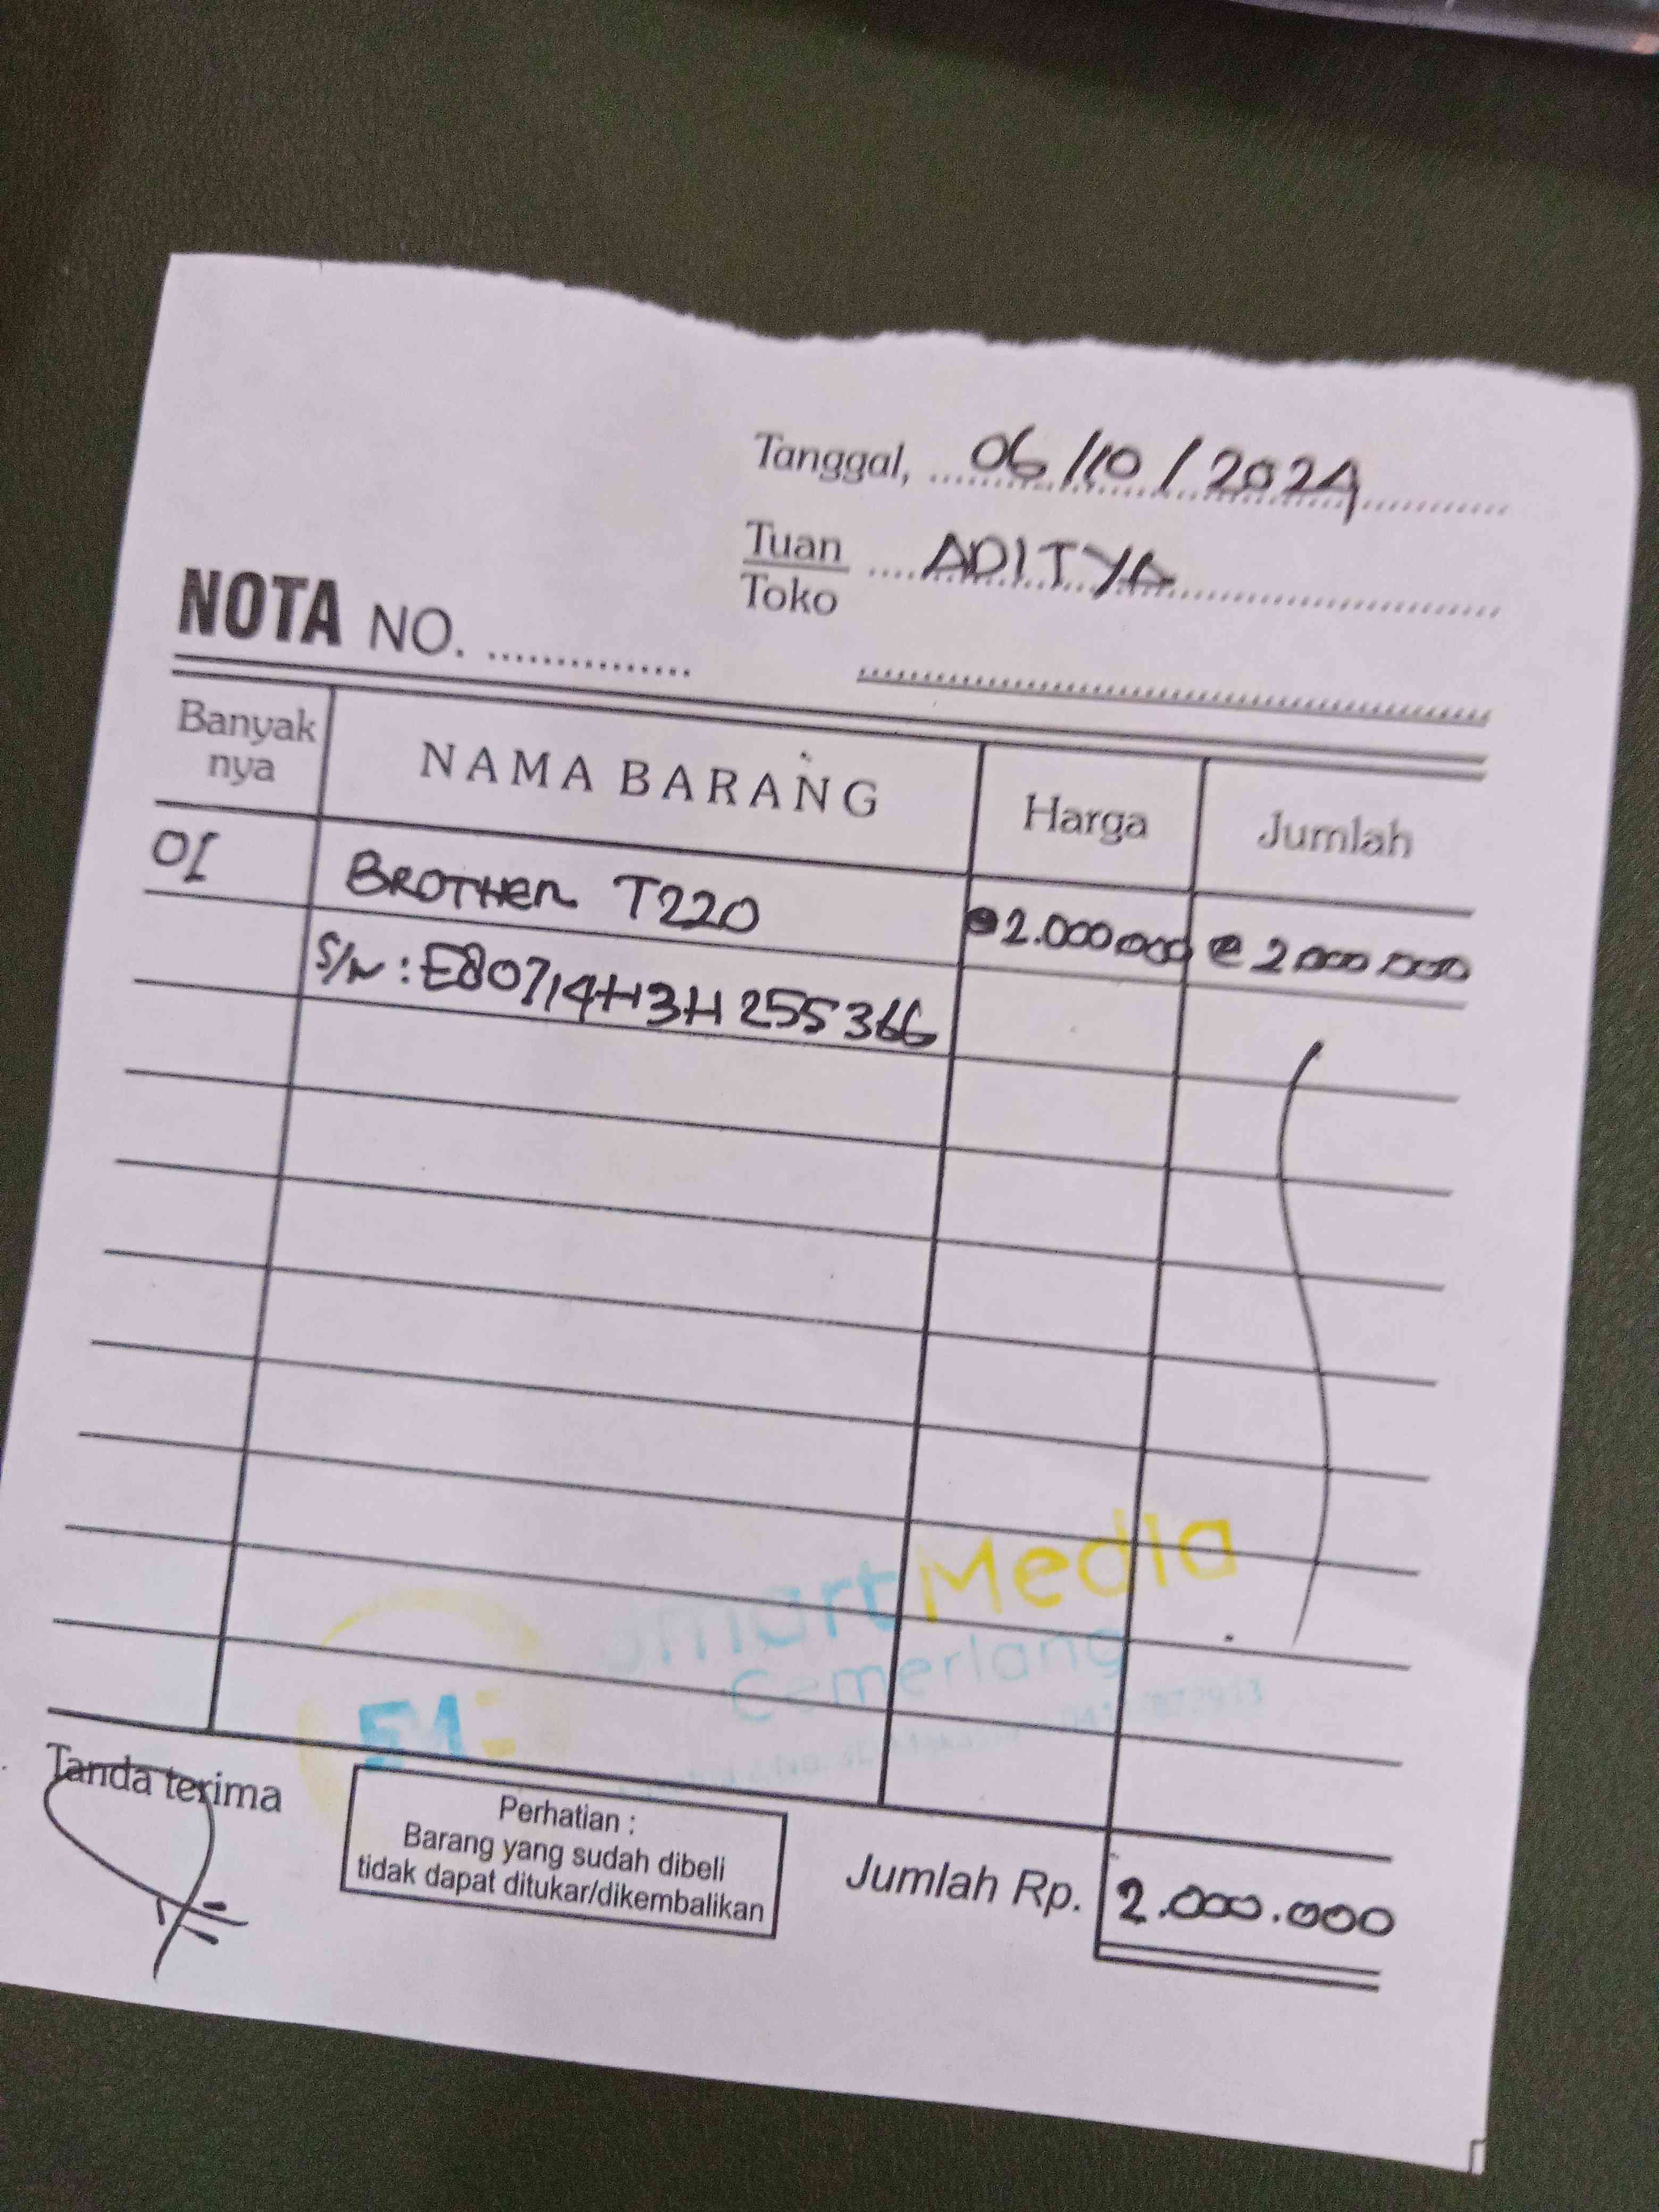 Tanggal, 06/10/2024
Tuan ADITYA
Toko
NOTA NO.
Banyak nya NAMA BARANG Harga Jumlah
01 BROTHER T220 @ 2.000.000 @ 2.000.000
S/N : E80714H3H255366
SmartMedia
Cemerlang
SM
Tanda terima
Perhatian :
Barang yang sudah dibeli
tidak dapat ditukar/dikembalikan
Jumlah Rp. 2.000.000